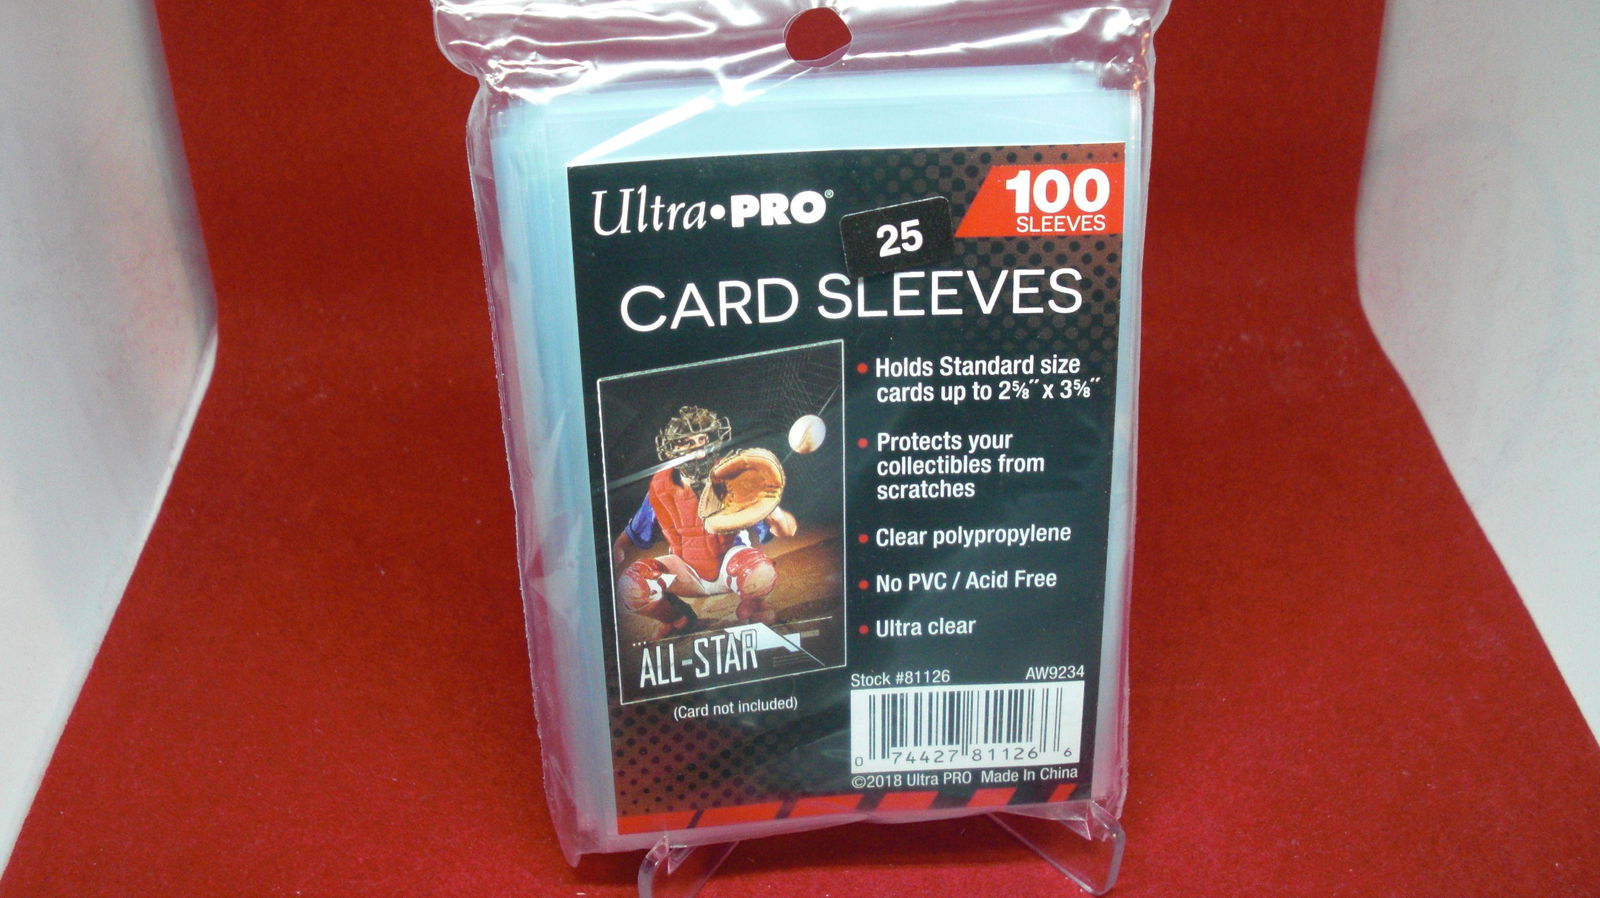 Ultra•PRO®
100
SLEEVES
25
CARD SLEEVES
• Holds Standard size
cards up to 2⅝″ x 3⅝″
• Protects your
collectibles from
scratches
• Clear polypropylene
• No PVC / Acid Free
• Ultra clear
ALL-STAR
(Card not included)
Stock #81126 AW9234
0 74427 81126 6
©2018 Ultra PRO Made In China